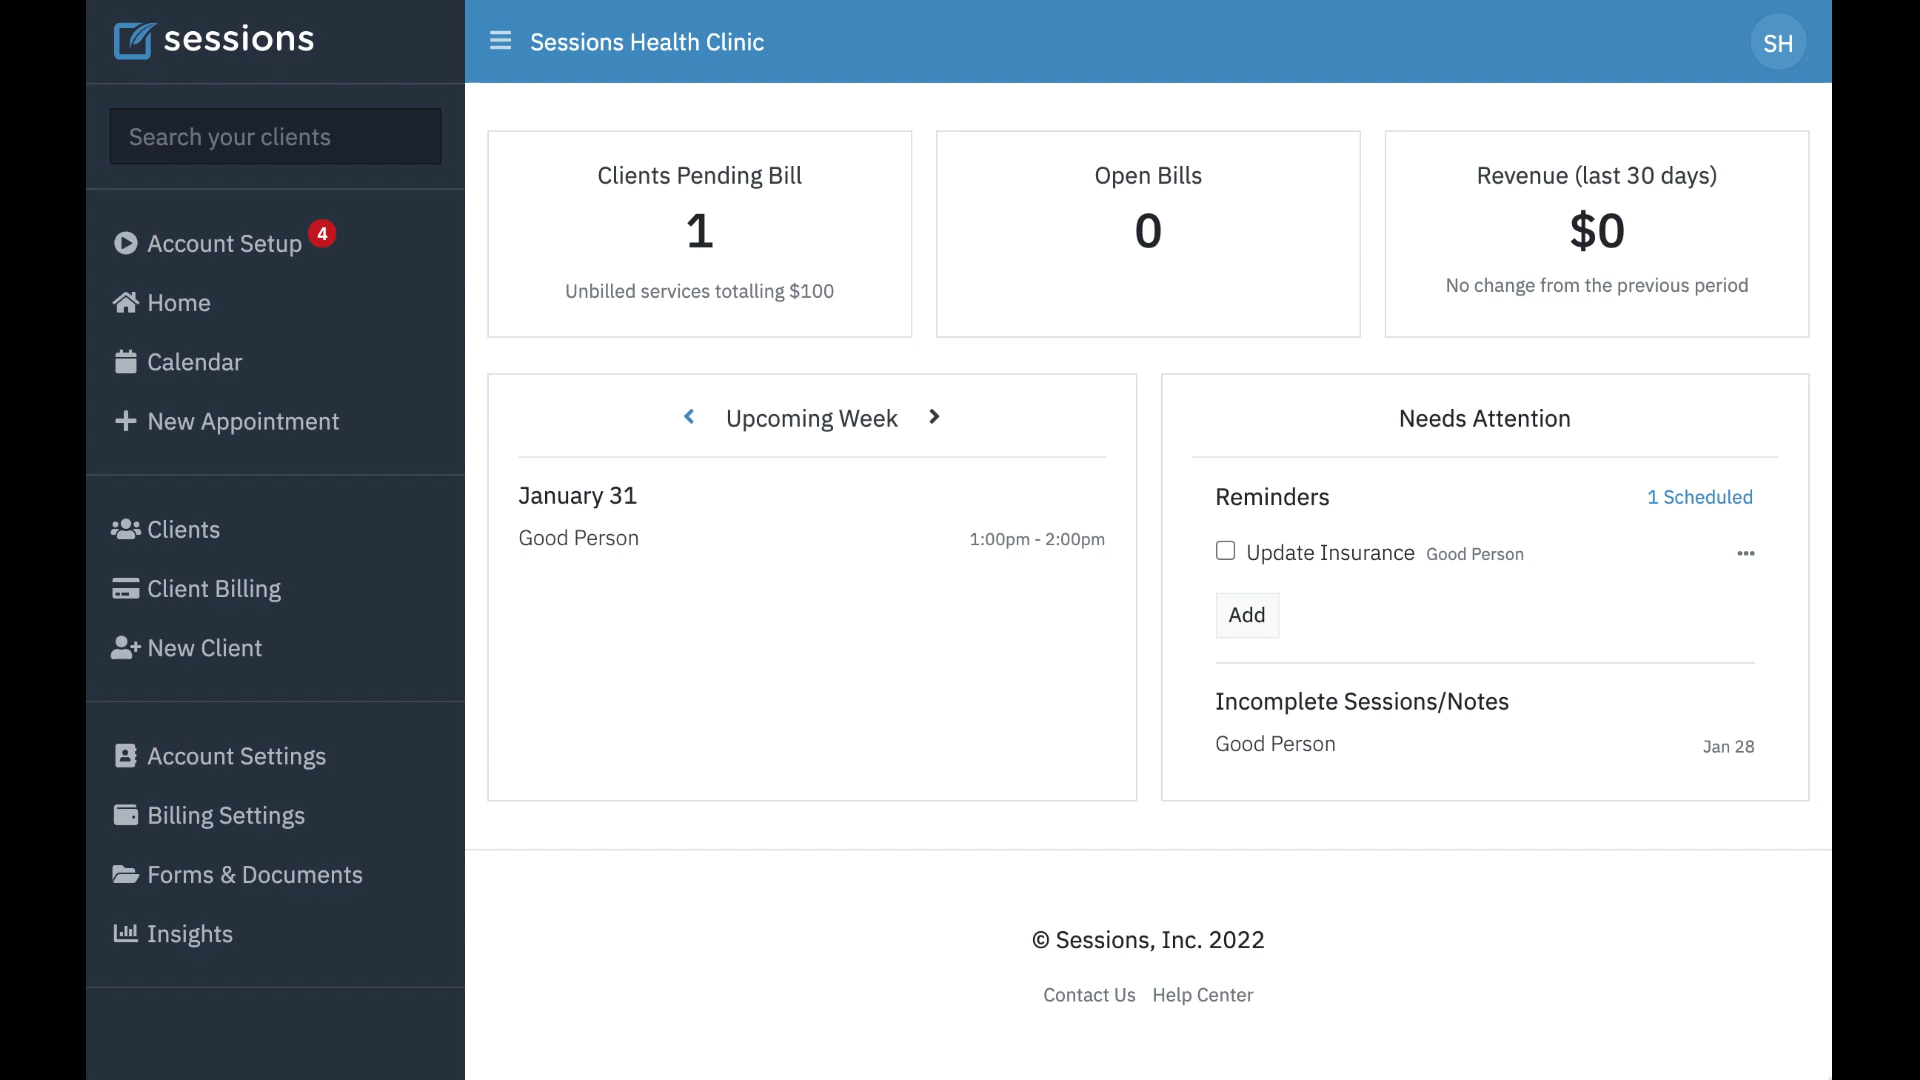 sessions
Search your clients
Account Setup 4
Home
Calendar
New Appointment
Clients
Client Billing
New Client
Account Settings
Billing Settings
Forms & Documents
Insights
Sessions Health Clinic
SH
Clients Pending Bill
1
Unbilled services totalling $100
Open Bills
0
Revenue (last 30 days)
$0
No change from the previous period
Upcoming Week
January 31
Good Person 1:00pm - 2:00pm
Needs Attention
Reminders 1 Scheduled
Update Insurance Good Person
Add
Incomplete Sessions/Notes
Good Person Jan 28
© Sessions, Inc. 2022
Contact Us Help Center